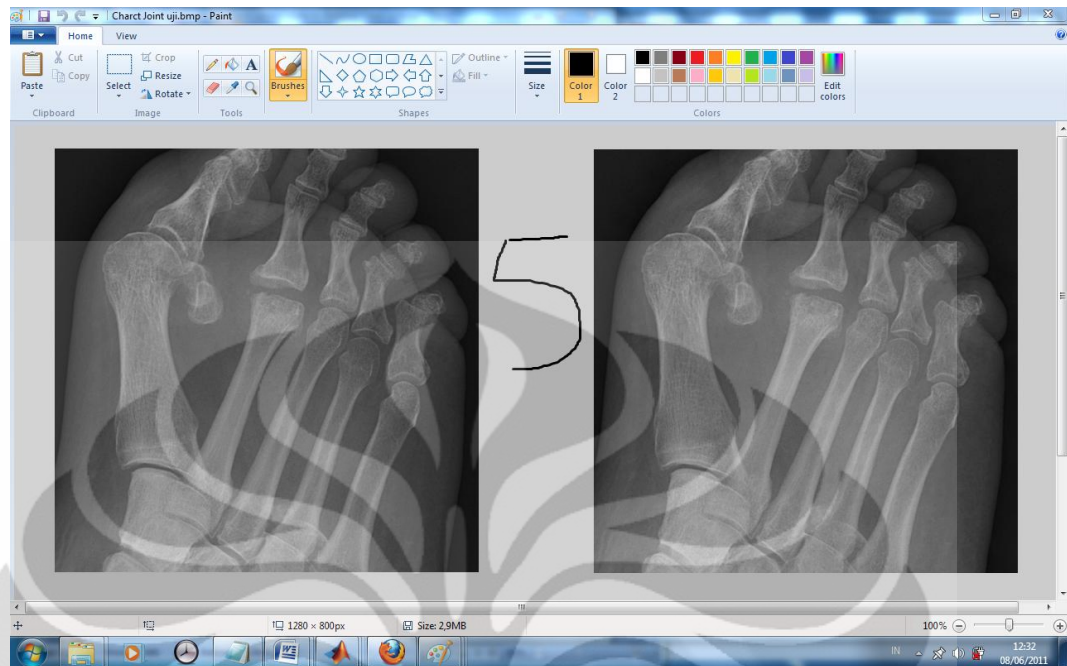 Charct Joint uji.bmp - Paint
Home View
Paste
Cut
Copy
Clipboard
Select
Crop
Resize
Rotate
Image
A
Tools
Brushes
Shapes
Outline
Fill
Size
Color 1
Color 2
Edit colors
Colors
5
1280 × 800px
Size: 2,9MB
100%
IN
12:32
08/06/2011